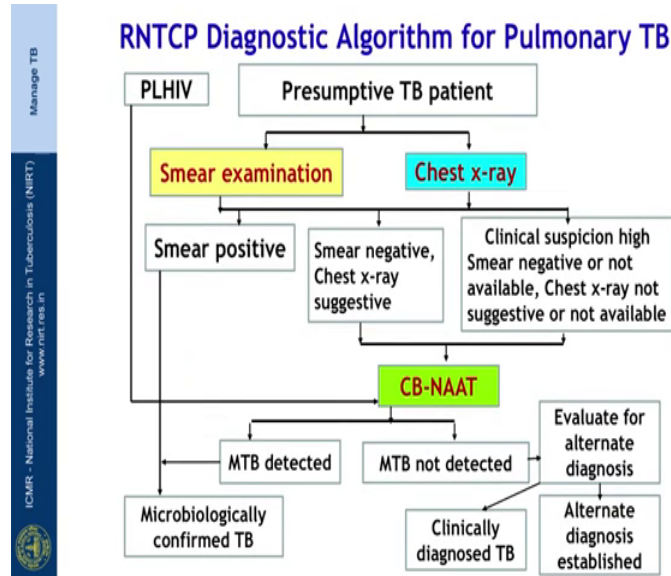 RNTCP Diagnostic Algorithm for Pulmonary TB
Manage TB
ICMR - National Institute for Research in Tuberculosis (NIRT)
www.nirt.res.in
PLHIV
Presumptive TB patient
Smear examination
Chest x-ray
Smear positive
Smear negative,
Chest x-ray
suggestive
Clinical suspicion high
Smear negative or not
available, Chest x-ray not
suggestive or not available
CB-NAAT
MTB detected
MTB not detected
Evaluate for
alternate
diagnosis
Microbiologically
confirmed TB
Clinically
diagnosed TB
Alternate
diagnosis
established